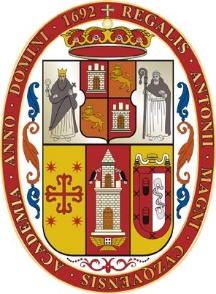 REGALIS · ANTONII · MAGNI · CVZQVENSIS · ACADEMIA · ANNO · DOMINI · 1692